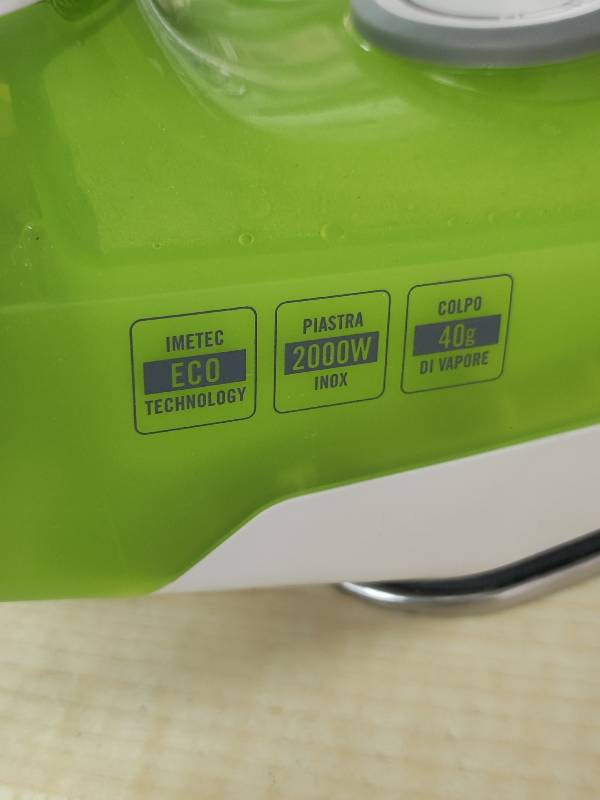 IMETEC
ECO
TECHNOLOGY
PIASTRA
2000W
INOX
COLPO
40g
DI VAPORE